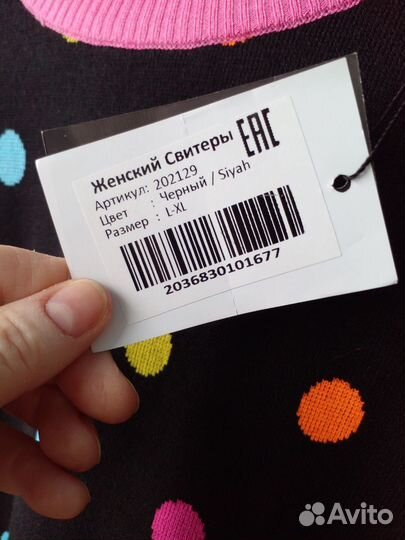 Женский Свитеры
EAC
Артикул: 202129
Цвет : Черный / Siyah
Размер : L-XL
2036830101677
Avito